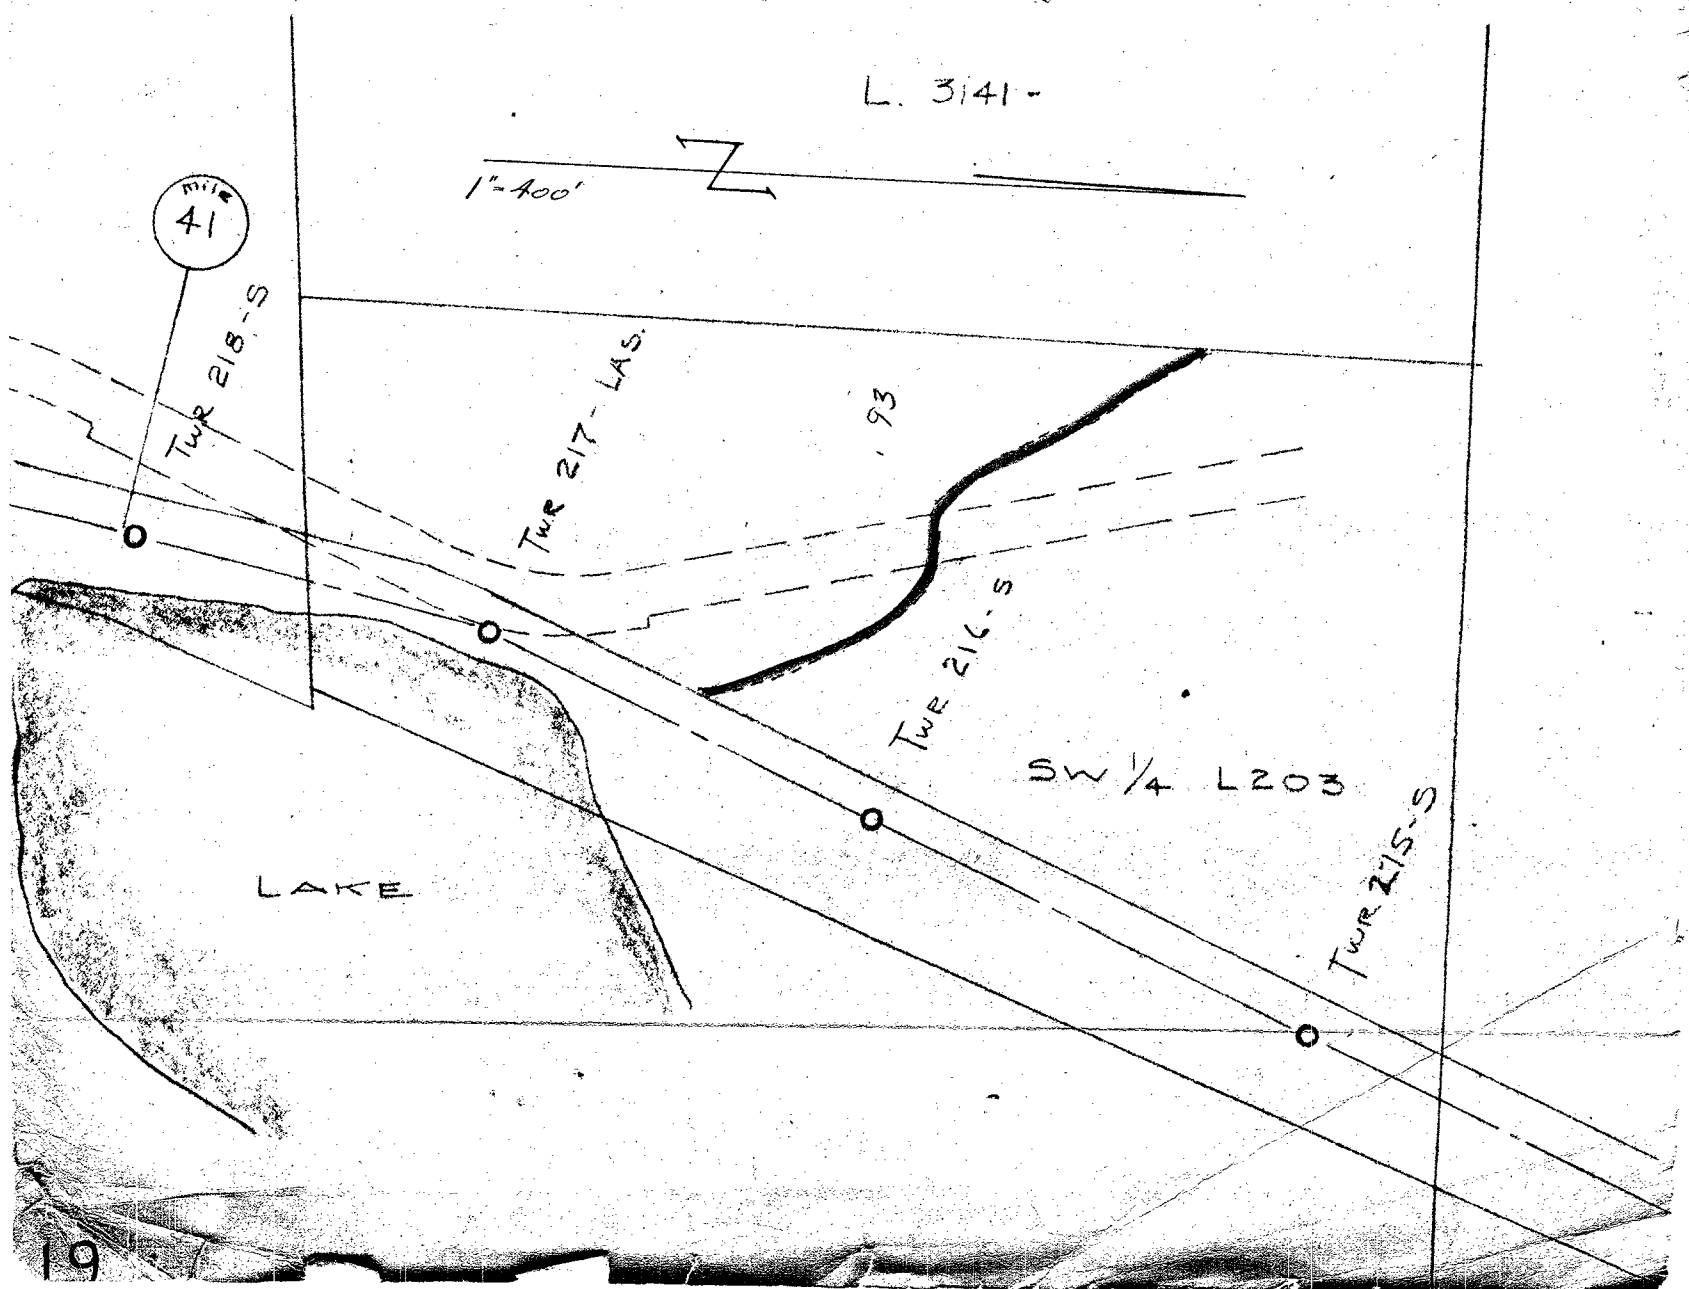 L. 3141-
1"=400'
mile
41
TWR 218-S
TWR 217-LAS.
93
TWR 216-S
SW 1/4 L203
TWR 215-S
LAKE
19